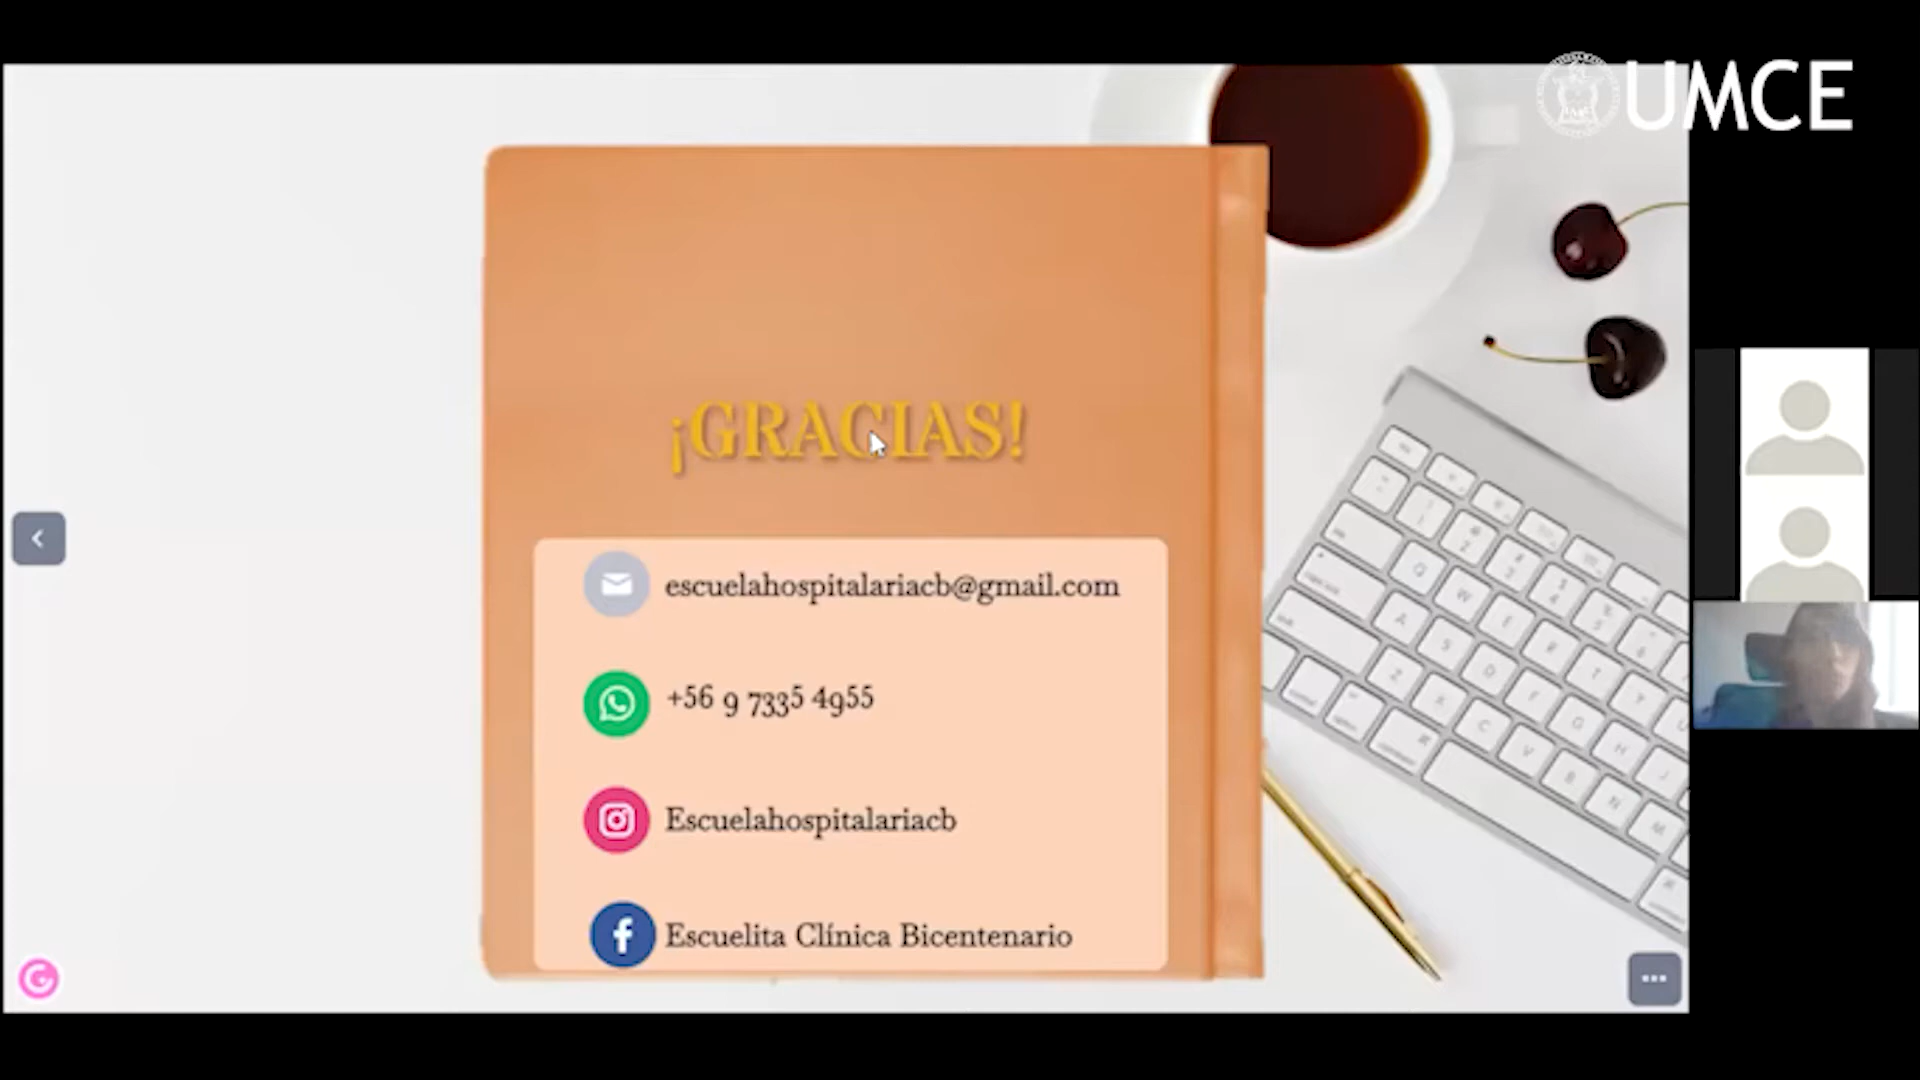 UMCE
¡GRACIAS!
escuelahospitalariacb@gmail.com
+56 9 7335 4955
Escuelahospitalariacb
Escuelita Clínica Bicentenario